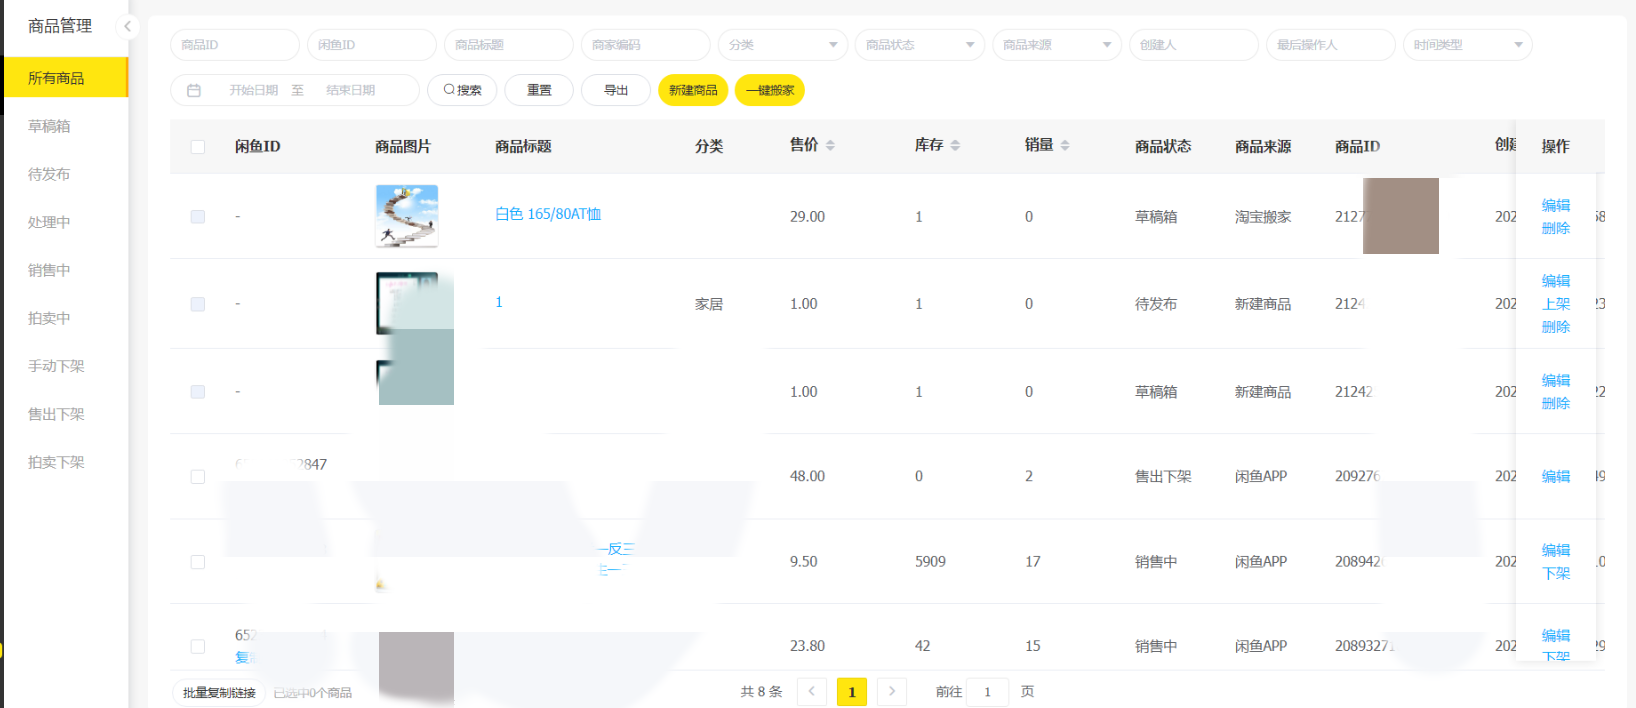 商品管理
所有商品
草稿箱
待发布
处理中
销售中
拍卖中
手动下架
售出下架
拍卖下架
商品ID 闲鱼ID 商品标题 商家编码 分类 商品状态 商品来源 创建人 最后操作人 时间类型
开始日期 至 结束日期 搜索 重置 导出 新建商品 一键搬家
闲鱼ID 商品图片 商品标题 分类 售价 库存 销量 商品状态 商品来源 商品ID 创建 操作
- 白色 165/80AT恤 29.00 1 0 草稿箱 淘宝搬家 2127 202 58 编辑
删除
- 1 家居 1.00 1 0 待发布 新建商品 2124 202 23 编辑
上架
删除
- 1.00 1 0 草稿箱 新建商品 21242 202 22 编辑
删除
2847 48.00 0 2 售出下架 闲鱼APP 209276 202 49 编辑
一反三 9.50 5909 17 销售中 闲鱼APP 208942 202 10 编辑
下架
652 23.80 42 15 销售中 闲鱼APP 20893271 202 29 编辑
复 下架
批量复制链接 已选中0个商品 共 8 条 1 前往 1 页